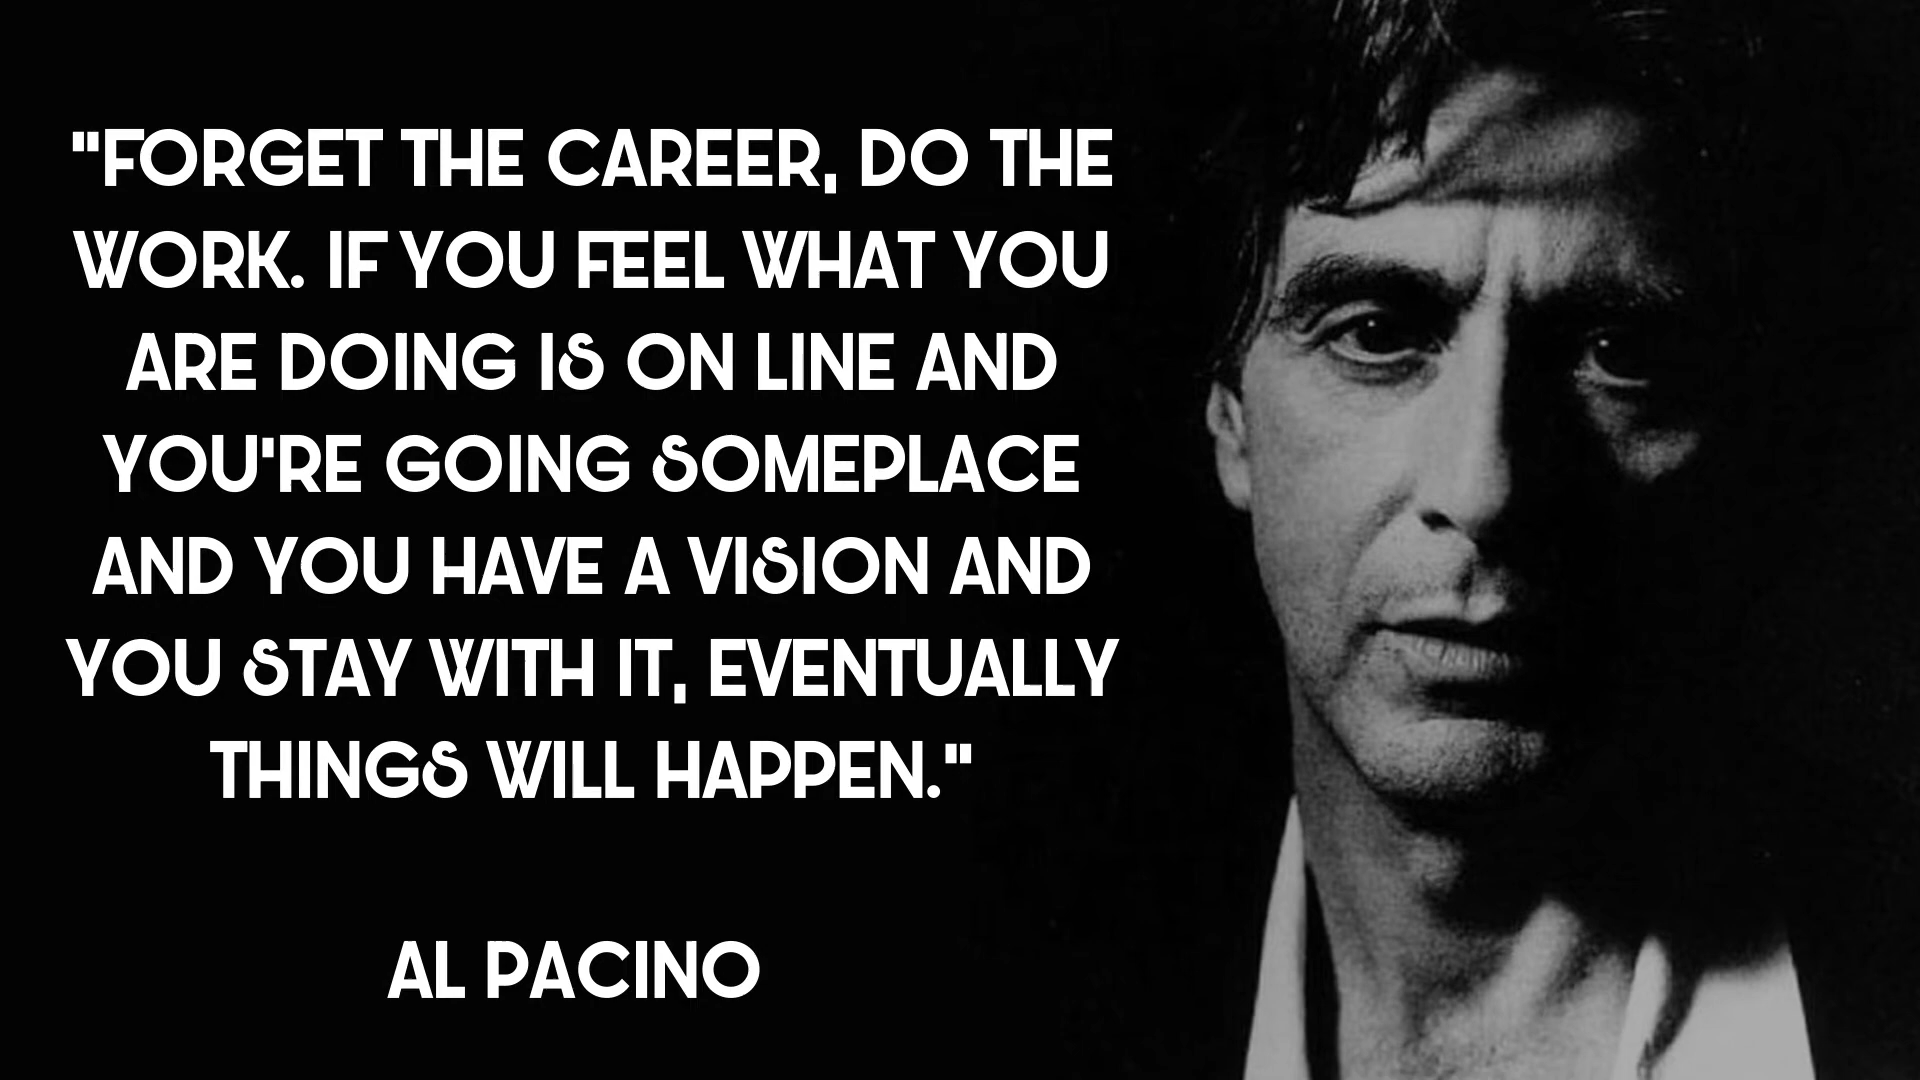 "FORGET THE CAREER, DO THE
WORK. IF YOU FEEL WHAT YOU
ARE DOING IS ON LINE AND
YOU'RE GOING SOMEPLACE
AND YOU HAVE A VISION AND
YOU STAY WITH IT, EVENTUALLY
THINGS WILL HAPPEN."
AL PACINO